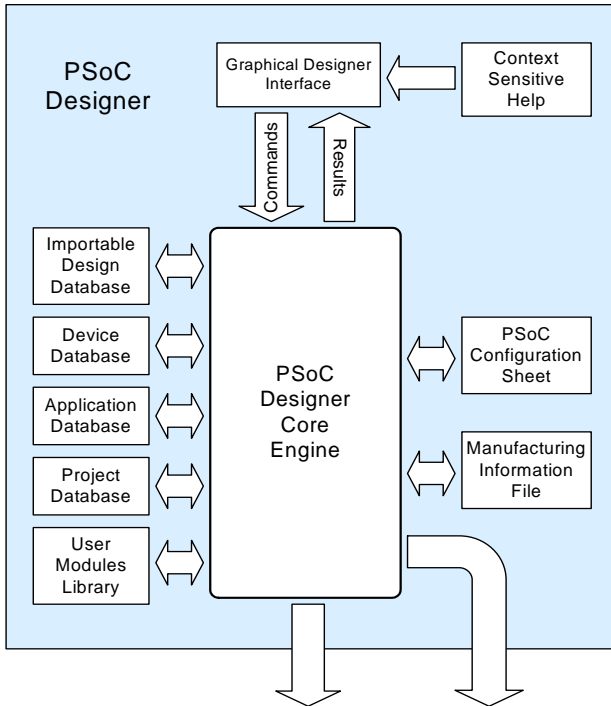 PSoC
Designer
Graphical Designer
Interface
Context
Sensitive
Help
Commands
Results
Importable
Design
Database
Device
Database
Application
Database
Project
Database
User
Modules
Library
PSoC
Designer
Core
Engine
PSoC
Configuration
Sheet
Manufacturing
Information
File